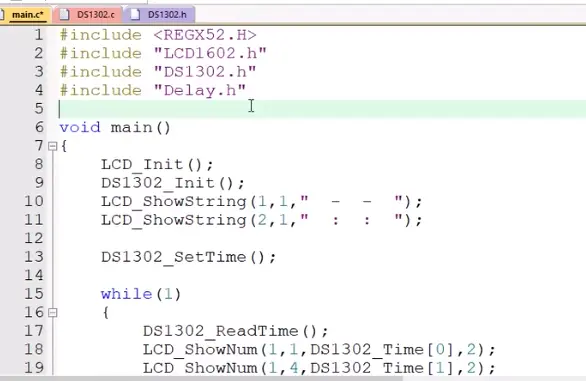 main.c* DS1302.c DS1302.h
1 #include <REGX52.H>
2 #include "LCD1602.h"
3 #include "DS1302.h"
4 #include "Delay.h"
5
6 void main()
7 {
8 LCD_Init();
9 DS1302_Init();
10 LCD_ShowString(1,1,"  -  -  ");
11 LCD_ShowString(2,1,"  :  :  ");
12
13 DS1302_SetTime();
14
15 while(1)
16 {
17 DS1302_ReadTime();
18 LCD_ShowNum(1,1,DS1302_Time[0],2);
19 LCD_ShowNum(1,4,DS1302_Time[1],2);